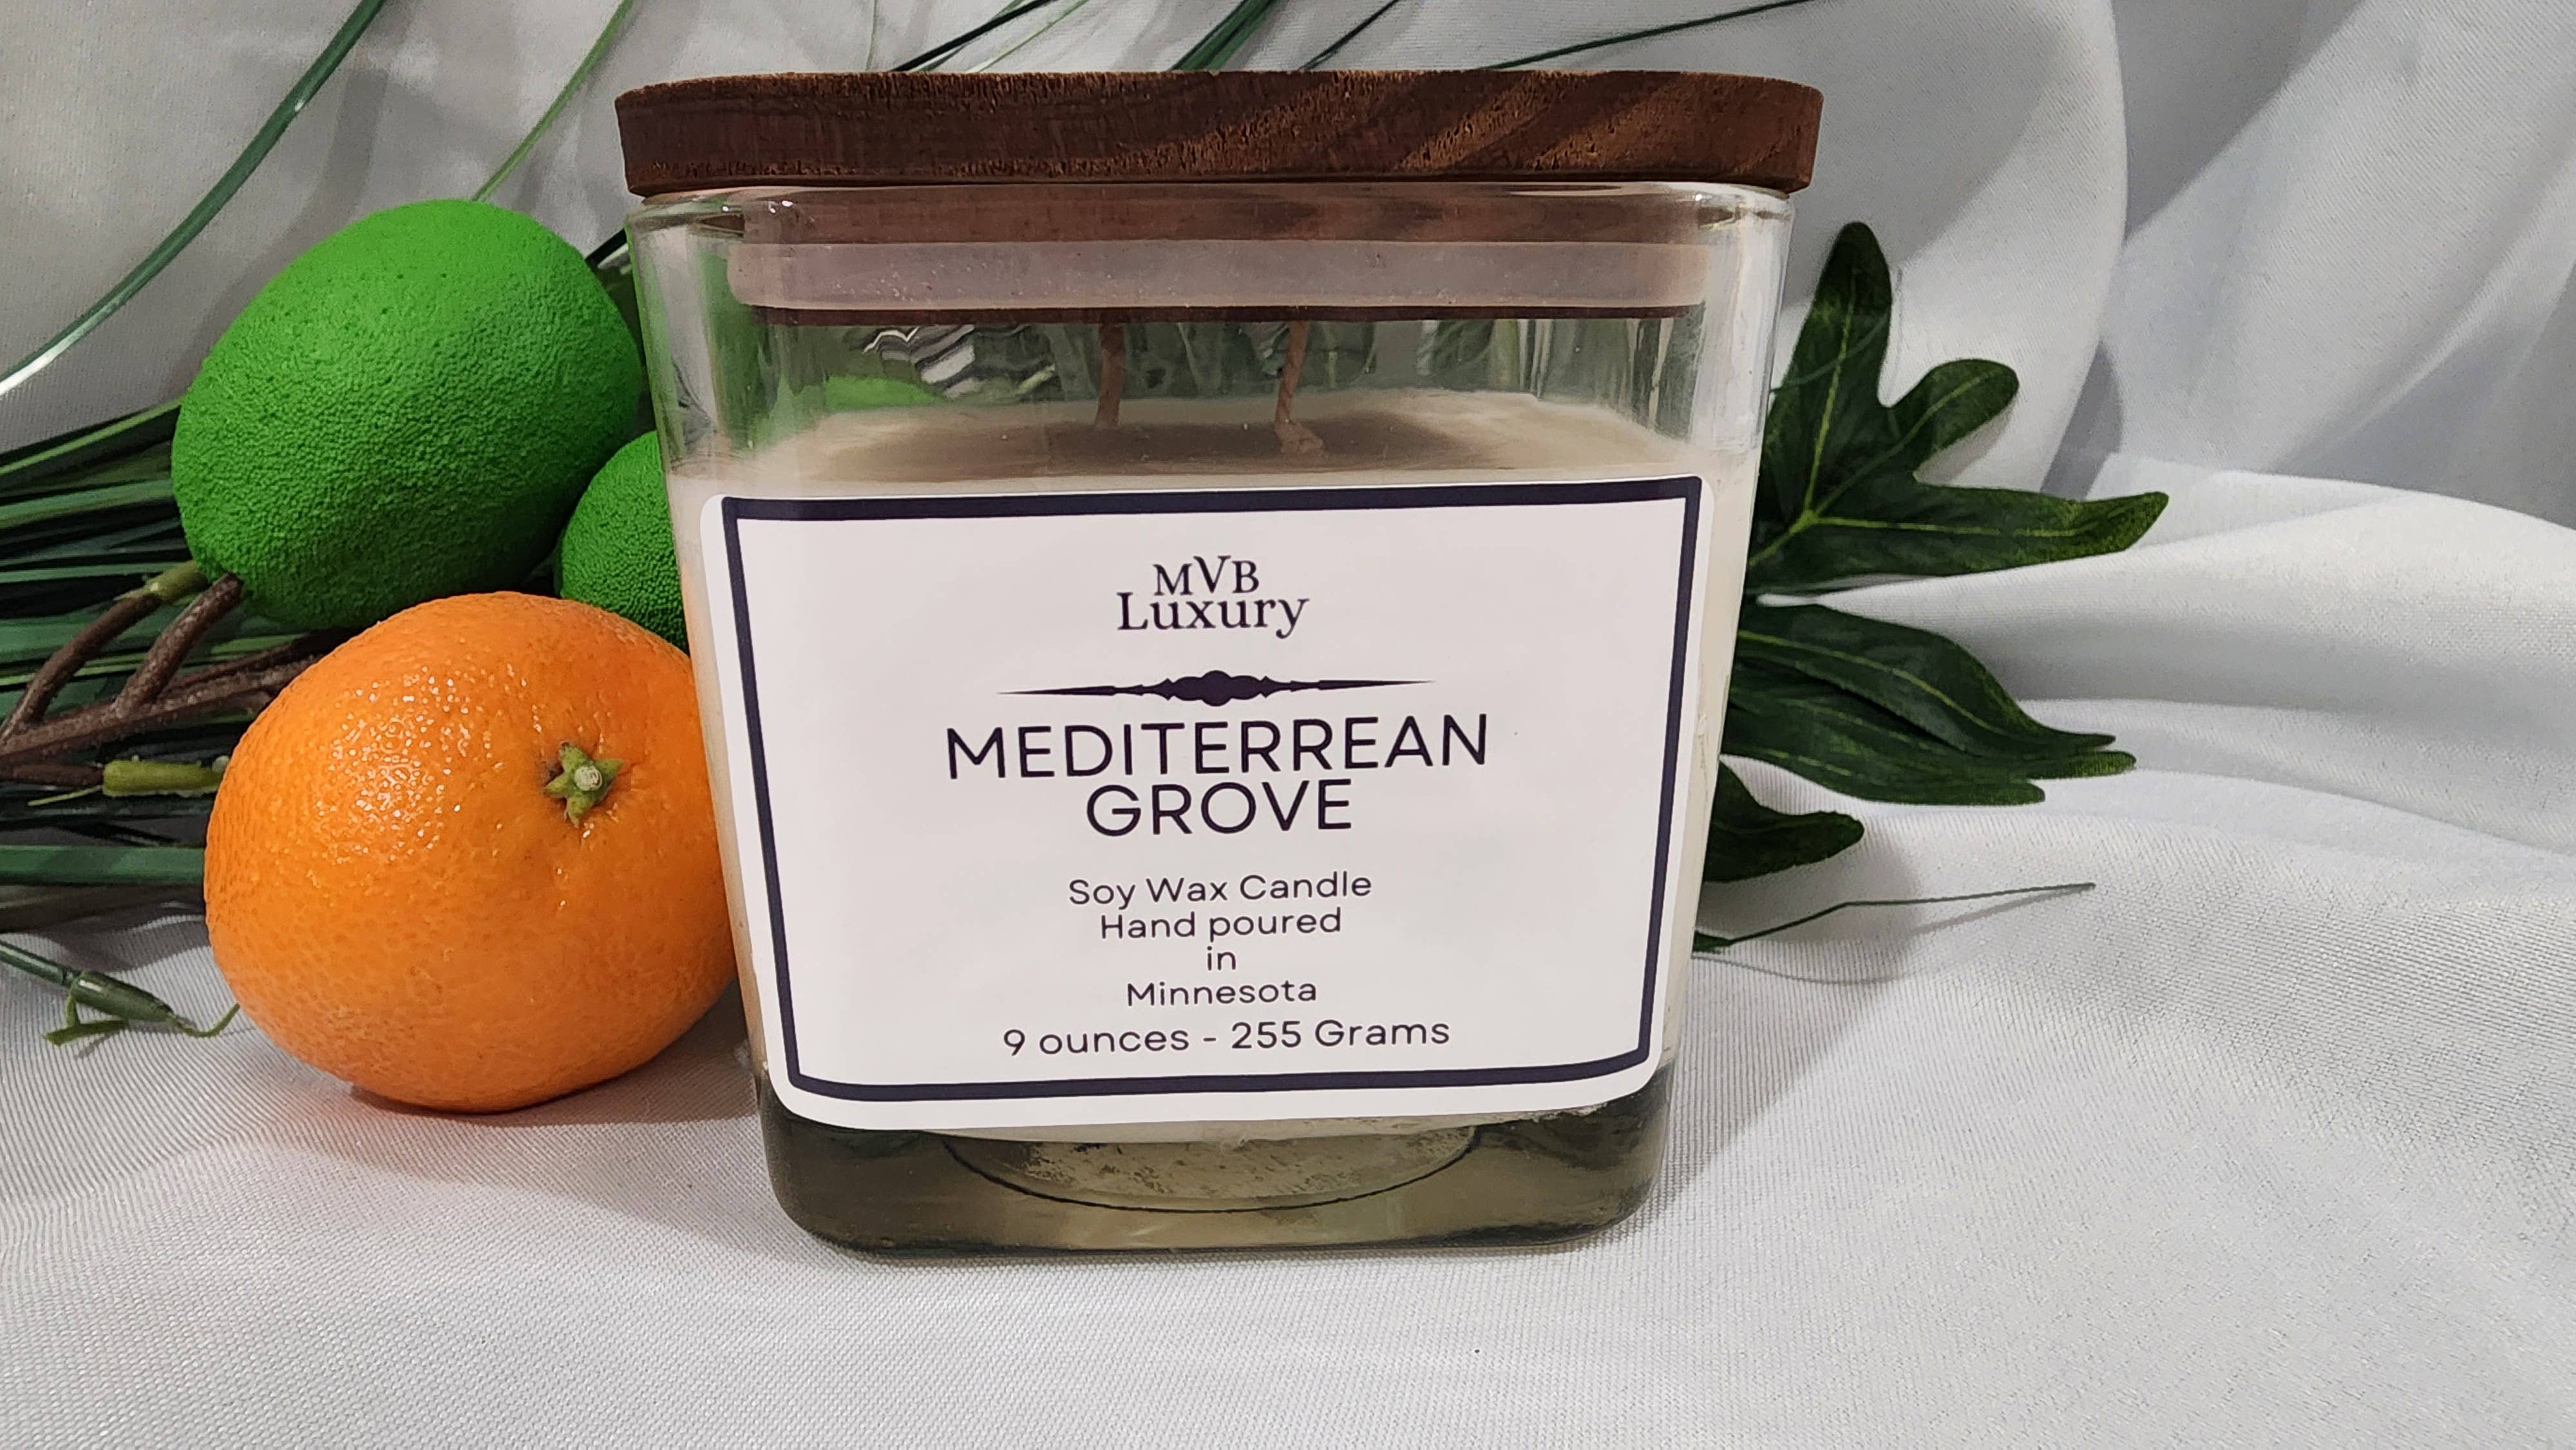 MVB
Luxury
MEDITERREAN
GROVE
Soy Wax Candle
Hand poured
in
Minnesota
9 ounces - 255 Grams